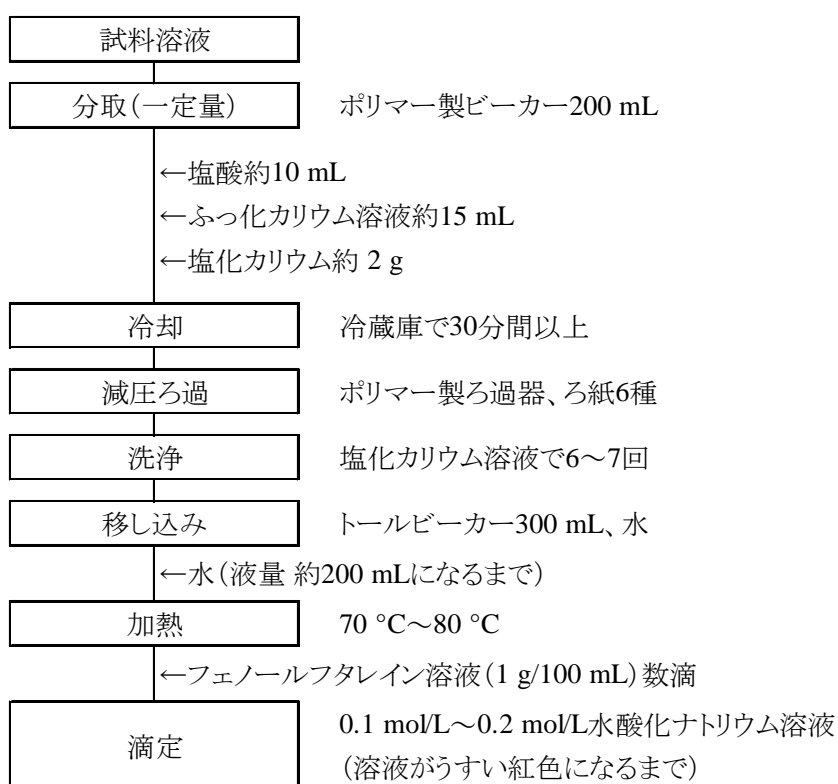 試料溶液
分取(一定量) ポリマー製ビーカー200 mL
←塩酸約10 mL
←ふっ化カリウム溶液約15 mL
←塩化カリウム約 2 g
冷却 冷蔵庫で30分間以上
減圧ろ過 ポリマー製ろ過器、ろ紙6種
洗浄 塩化カリウム溶液で6～7回
移し込み トールビーカー300 mL、水
←水(液量 約200 mLになるまで)
加熱 70 °C～80 °C
←フェノールフタレイン溶液(1 g/100 mL)数滴
滴定 0.1 mol/L～0.2 mol/L水酸化ナトリウム溶液
(溶液がうすい紅色になるまで)